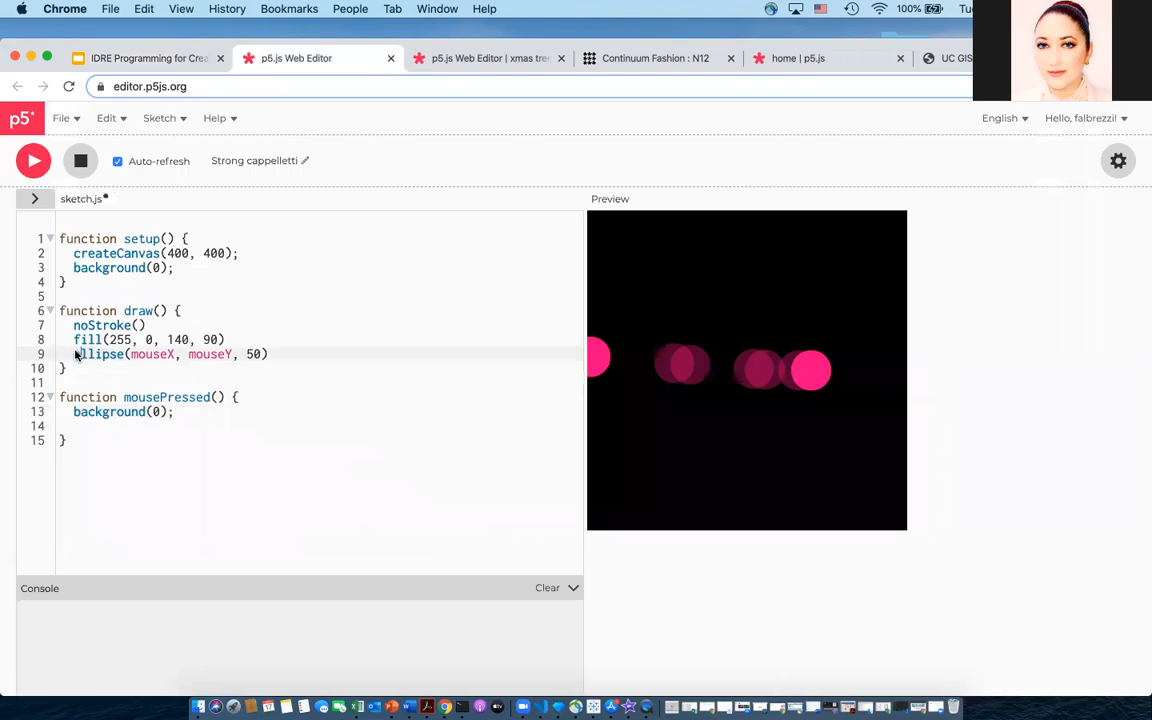 Chrome File Edit View History Bookmarks People Tab Window Help 100%
IDRE Programming for Crea p5.js Web Editor p5.js Web Editor | xmas tre Continuum Fashion : N12 home | p5.js UC GIS
editor.p5js.org
p5* File Edit Sketch Help English Hello, falbrezzi!
Auto-refresh Strong cappelletti
sketch.js Preview
1 function setup() {
2 createCanvas(400, 400);
3 background(0);
4 }
5
6 function draw() {
7 noStroke()
8 fill(255, 0, 140, 90)
9 ellipse(mouseX, mouseY, 50)
10 }
11
12 function mousePressed() {
13 background(0);
14
15 }
Console Clear